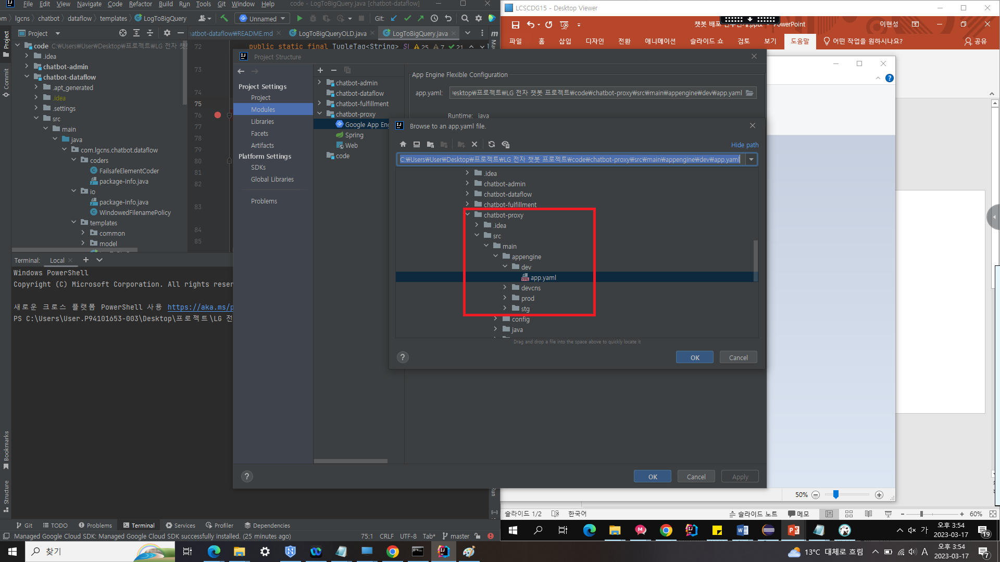 File Edit View Navigate Code Refactor Build Run Tools Git Window Help code - LogToBigQuery.java [chatbot-dataflow]
om lgcns chatbot dataflow templates LogToBigQuery Unnamed Git:
Project
hatbot-dataflow₩README.md LogToBigQueryOLD.java LogToBigQuery.java
code C:₩Users₩User₩Desktop₩프로젝트₩LG 전자 챗봇
.idea
chatbot-admin
chatbot-dataflow
.apt_generated
.idea
.settings
src
main
java
com.lgcns.chatbot.dataflow
coders
FailsafeElementCoder
package-info.java
io
package-info.java
WindowedFilenamePolicy
templates
common
model
Project
Commit
Bookmarks
Structure
72 public static final TupleTag<String> 25 7 21
73
74
75
76
77
78
79
80
81
82
83
84
85
Terminal: Local
Windows PowerShell
Copyright (C) Microsoft Corporation. All rights reser
새로운 크로스 플랫폼 PowerShell 사용 https://aka.ms/p
PS C:\Users\User.P94101653-003\Desktop\프로젝트\LG 전
Project Structure
Project Settings
Project
Modules
Libraries
Facets
Artifacts
Platform Settings
SDKs
Global Libraries
Problems
chatbot-admin
chatbot-dataflow
chatbot-fulfillment
chatbot-proxy
Google App Eng
Spring
Web
code
App Engine Flexible Configuration
app.yaml: esktop₩프로젝트₩LG 전자 챗봇 프로젝트₩code₩chatbot-proxy₩src₩main₩appengine₩dev₩app.yaml
Runtime: java
Browse to an app.yaml file.
Hide path
C:₩Users₩User₩Desktop₩프로젝트₩LG 전자 챗봇 프로젝트₩code₩chatbot-proxy₩src₩main₩appengine₩dev₩app.yaml
.idea
chatbot-admin
chatbot-dataflow
chatbot-fulfillment
chatbot-proxy
.idea
src
main
appengine
dev
app.yaml
devcns
prod
stg
config
java
Drag and drop a file into the space above to quickly locate it
? OK Cancel
? OK Cancel Apply
Run
Git TODO Problems Terminal Services Profiler Dependencies
Managed Google Cloud SDK: Managed Google Cloud SDK successfully installed. (25 minutes ago) 75:1 CRLF UTF-8 Tab* master
LCSCDG15 - Desktop Viewer
챗봇 배포 PowerPoint 이현성
파일 홈 삽입 디자인 전환 애니메이션 슬라이드 쇼 검토 보기 도움말 어떤 작업을 원하시나요? 공유
50%
슬라이드 1/2 한국어 슬라이드 노트 메모 60%
가 오후 3:54
2023-03-17 19
찾기 13°C 대체로 흐림 A 오후 3:54
2023-03-17 7